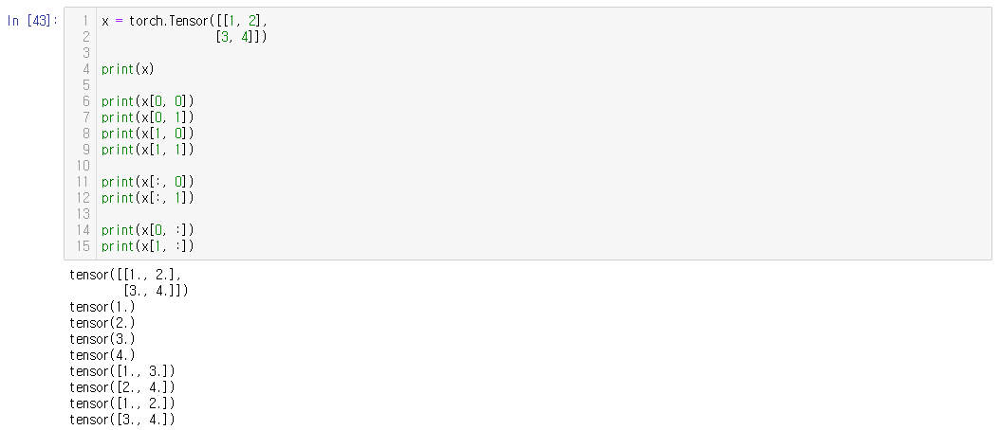 In [43]:
1 x = torch.Tensor([[1, 2],
2                   [3, 4]])
3
4 print(x)
5
6 print(x[0, 0])
7 print(x[0, 1])
8 print(x[1, 0])
9 print(x[1, 1])
10
11 print(x[:, 0])
12 print(x[:, 1])
13
14 print(x[0, :])
15 print(x[1, :])
tensor([[1., 2.],
        [3., 4.]])
tensor(1.)
tensor(2.)
tensor(3.)
tensor(4.)
tensor([1., 3.])
tensor([2., 4.])
tensor([1., 2.])
tensor([3., 4.])